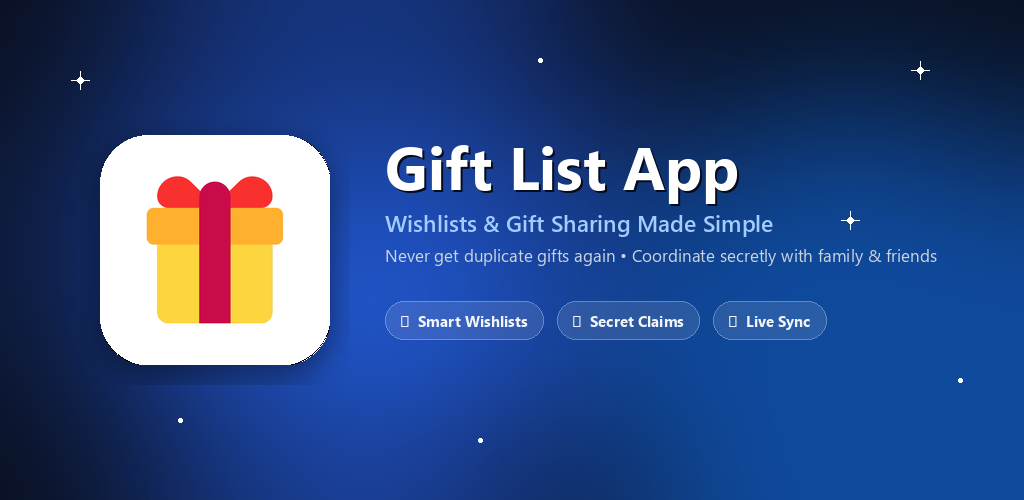 Gift List App
Wishlists & Gift Sharing Made Simple
Never get duplicate gifts again • Coordinate secretly with family & friends
Smart Wishlists
Secret Claims
Live Sync